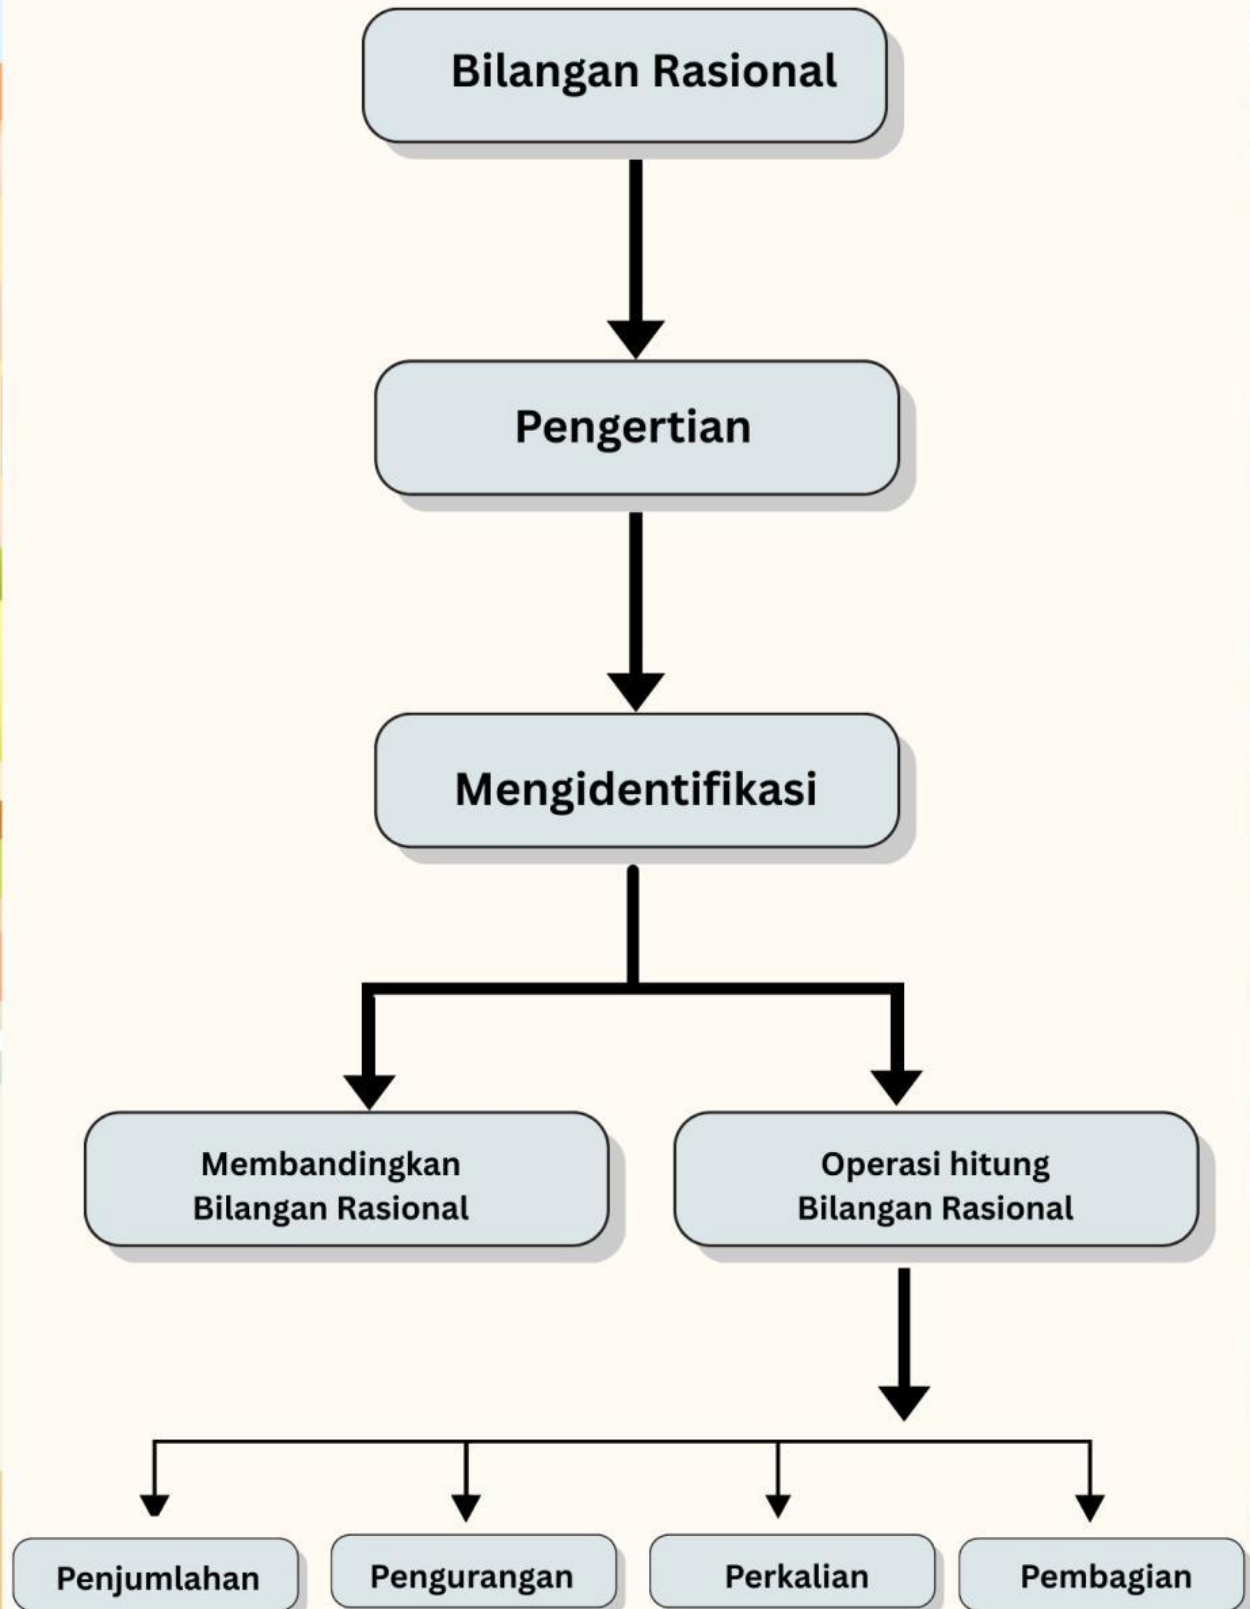 Bilangan Rasional
Pengertian
Mengidentifikasi
Membandingkan
Bilangan Rasional
Operasi hitung
Bilangan Rasional
Penjumlahan
Pengurangan
Perkalian
Pembagian